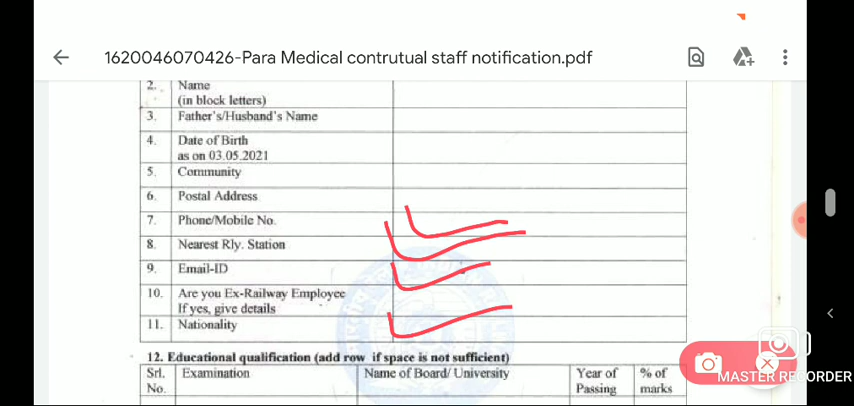 1620046070426-Para Medical contrutual staff notification.pdf
2. Name
(in block letters)
3. Father's/Husband's Name
4. Date of Birth
as on 03.05.2021
5. Community
6. Postal Address
7. Phone/Mobile No.
8. Nearest Rly. Station
9. Email-ID
10. Are you Ex-Railway Employee
If yes, give details
11. Nationality
12. Educational qualification (add row if space is not sufficient)
Srl. Examination Name of Board/ University Year of % of
No. Passing marks
MASTER RECORDER